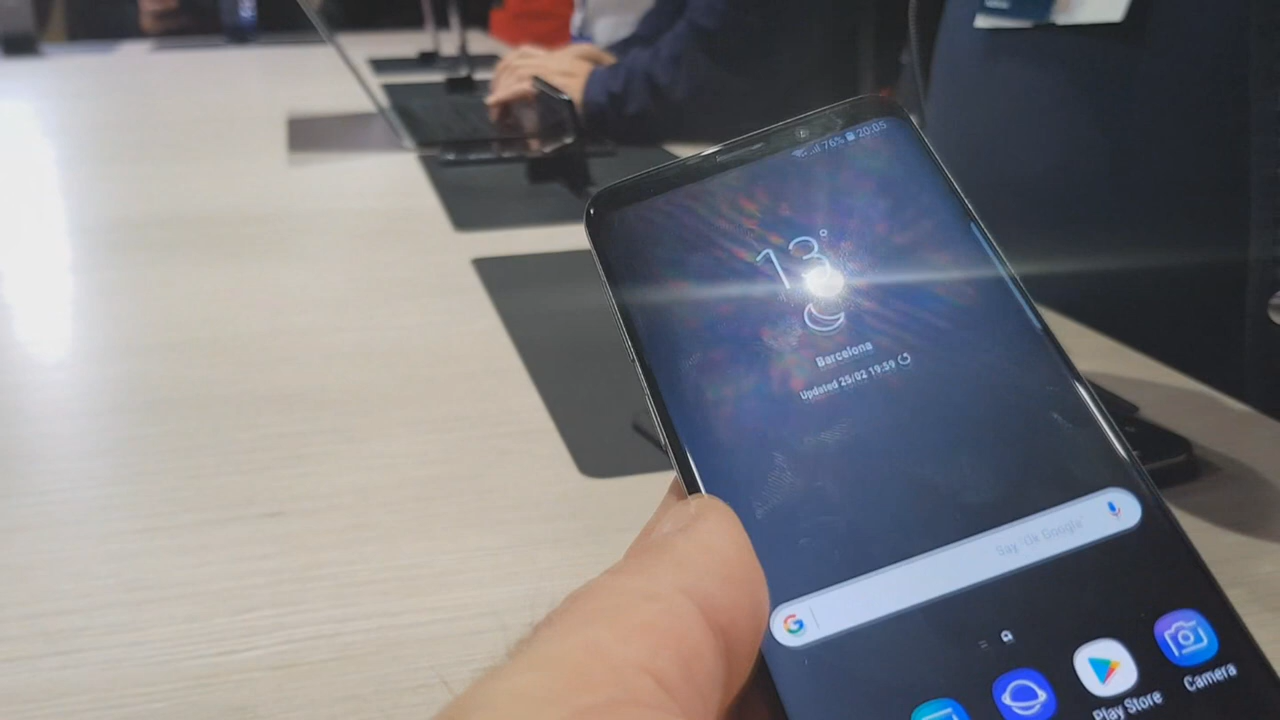 76% 20:05
13°
Barcelona
Updated 25/02 19:59
Say "Ok Google"
Play Store
Camera